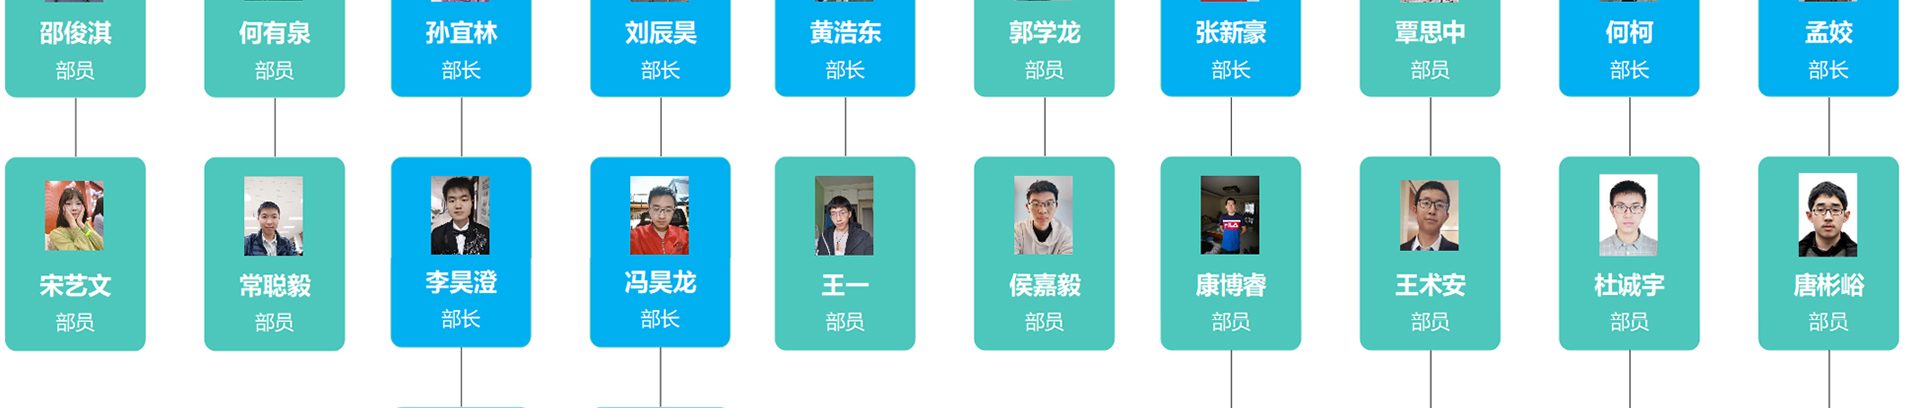 邵俊淇
部员
何有泉
部员
孙宜林
部长
刘辰昊
部长
黄浩东
部长
郭学龙
部员
张新豪
部长
覃思中
部员
何柯
部长
孟姣
部长
宋艺文
部员
常聪毅
部员
李昊澄
部长
冯昊龙
部长
王一
部员
侯嘉毅
部员
康博睿
部员
王术安
部员
杜诚宇
部员
唐彬峪
部员